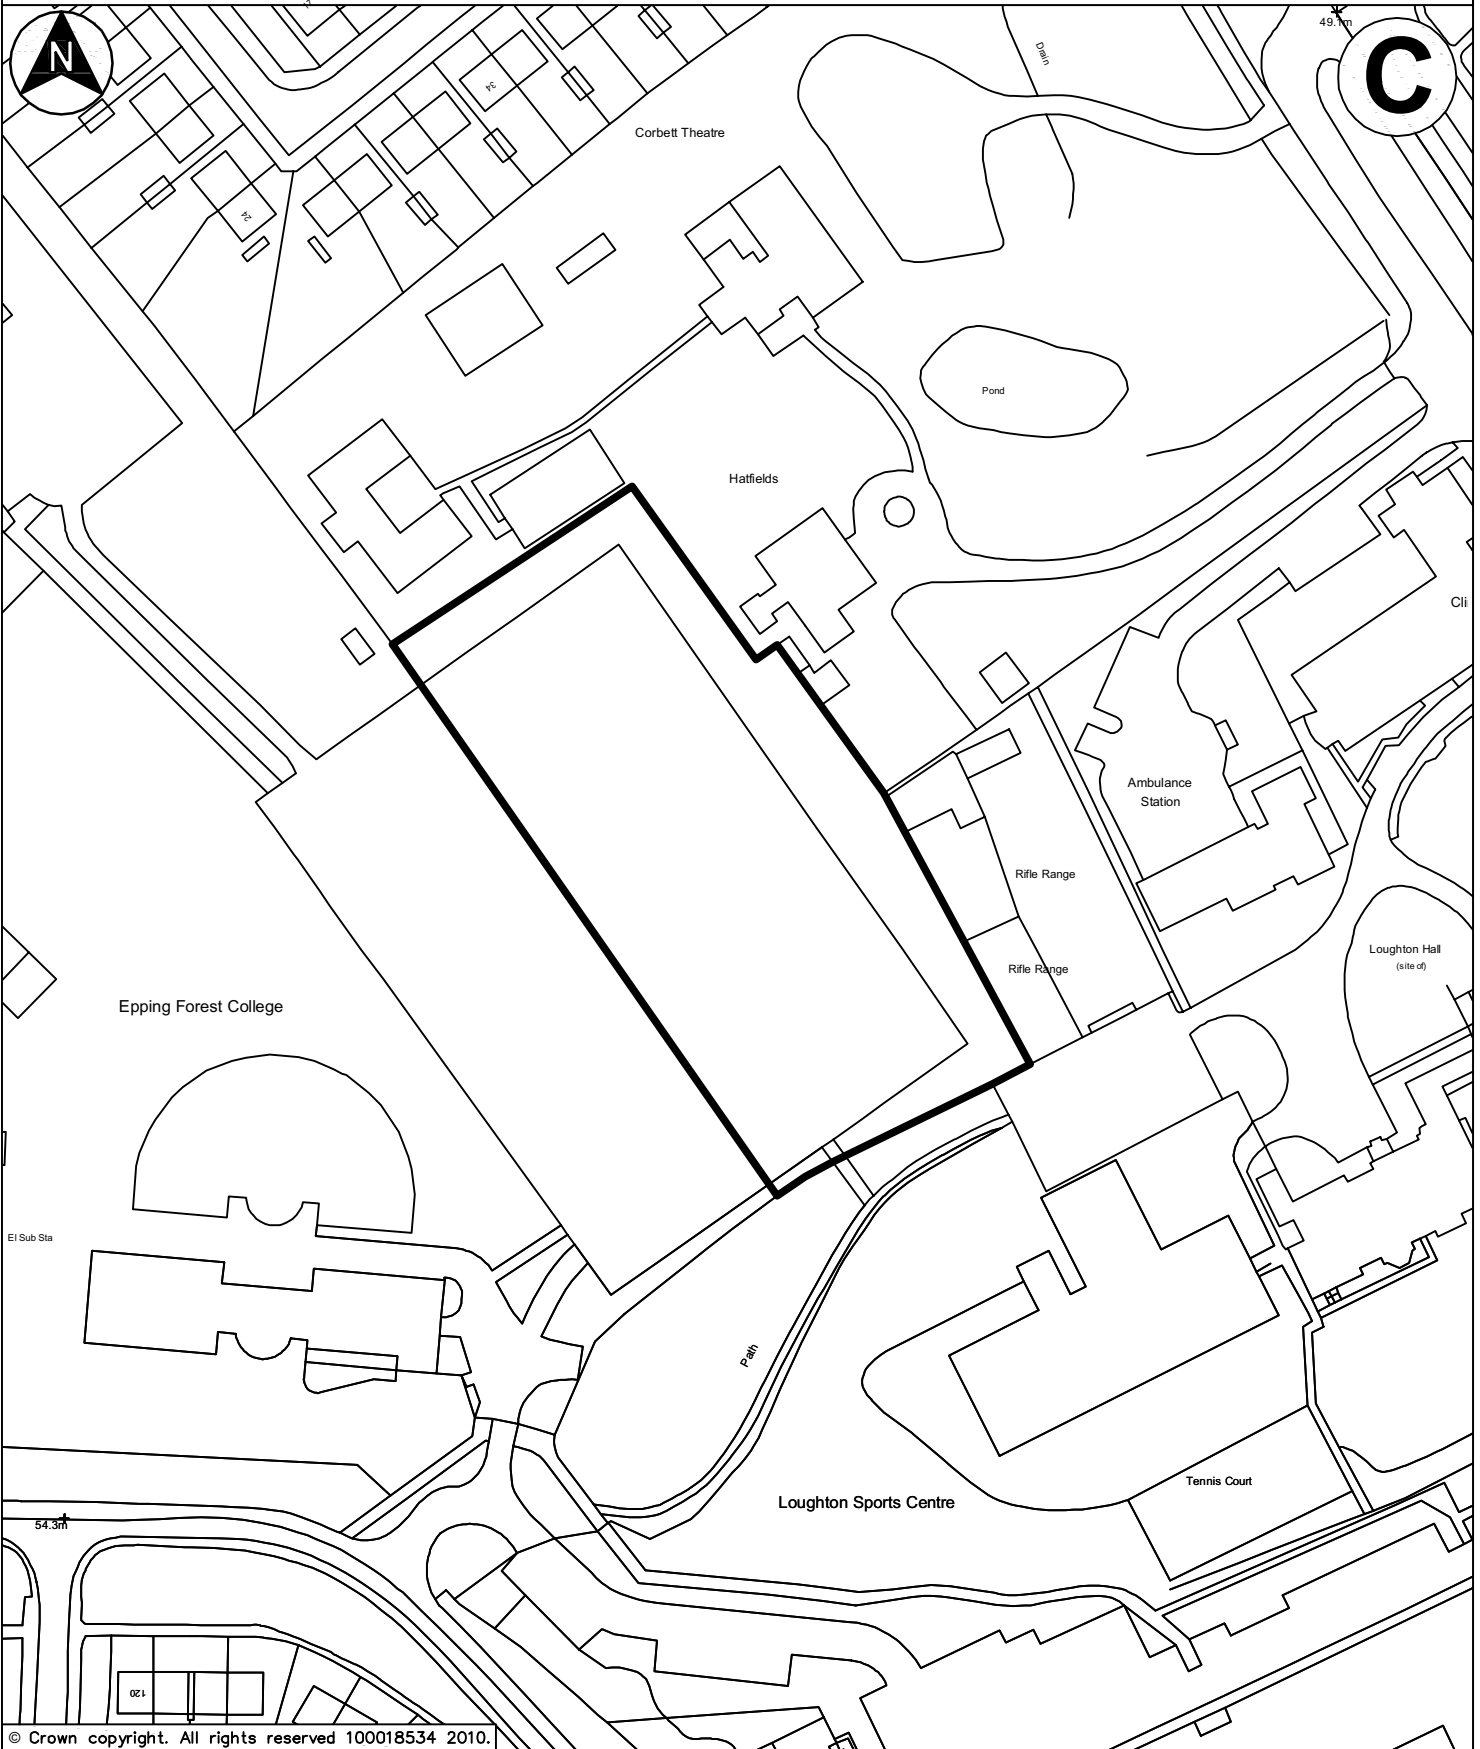 N
49.1m
C
Drain
34
Corbett Theatre
24
Pond
Hatfields
Ambulance
Station
Rifle Range
Rifle Range
Loughton Hall
(site of)
Epping Forest College
El Sub Sta
Path
Tennis Court
Loughton Sports Centre
54.3m
120
© Crown copyright. All rights reserved 100018534 2010.